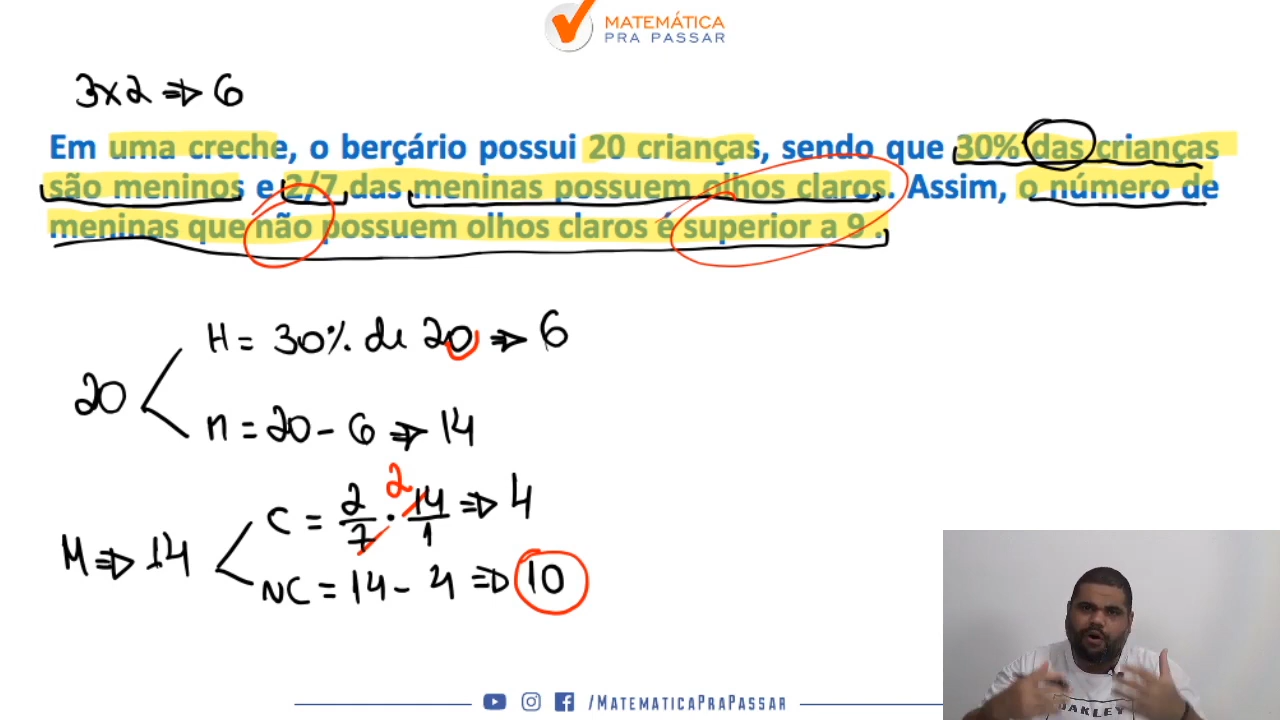 MATEMÁTICA
PRA PASSAR
3x2 ⇒ 6
Em uma creche, o berçário possui 20 crianças, sendo que 30% das crianças
são meninos e 2/7 das meninas possuem olhos claros. Assim, o número de
meninas que não possuem olhos claros é superior a 9 .
20
H = 30% de 20 ⇒ 6
M = 20 - 6 ⇒ 14
M ⇒ 14
C = 2/7 · 14/1 ⇒ 4
2
NC = 14 - 4 ⇒ 10
OAKLEY
/MatematicaPraPassar